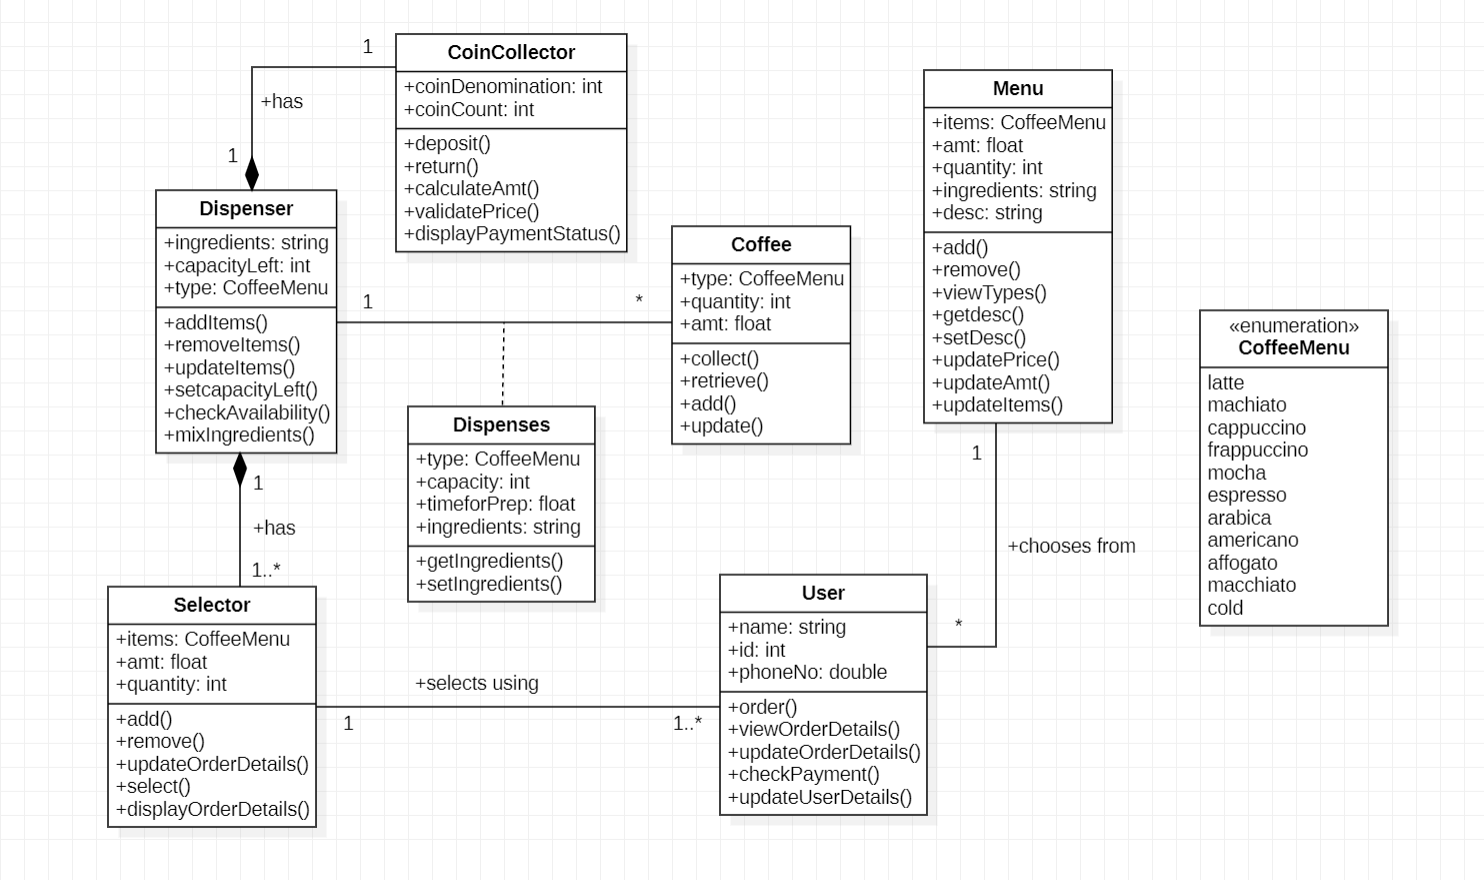 1
CoinCollector
+coinDenomination: int
+coinCount: int
+deposit()
+return()
+calculateAmt()
+validatePrice()
+displayPaymentStatus()
+has
1
Dispenser
+ingredients: string
+capacityLeft: int
+type: CoffeeMenu
+addItems()
+removeItems()
+updateItems()
+setcapacityLeft()
+checkAvailability()
+mixIngredients()
1
*
Coffee
+type: CoffeeMenu
+quantity: int
+amt: float
+collect()
+retrieve()
+add()
+update()
Menu
+items: CoffeeMenu
+amt: float
+quantity: int
+ingredients: string
+desc: string
+add()
+remove()
+viewTypes()
+getdesc()
+setDesc()
+updatePrice()
+updateAmt()
+updateItems()
«enumeration»
CoffeeMenu
latte
machiato
cappuccino
frappuccino
mocha
espresso
arabica
americano
affogato
macchiato
cold
Dispenses
+type: CoffeeMenu
+capacity: int
+timeforPrep: float
+ingredients: string
+getIngredients()
+setIngredients()
1
+has
1..*
1
+chooses from
*
Selector
+items: CoffeeMenu
+amt: float
+quantity: int
+add()
+remove()
+updateOrderDetails()
+select()
+displayOrderDetails()
+selects using
1
1..*
User
+name: string
+id: int
+phoneNo: double
+order()
+viewOrderDetails()
+updateOrderDetails()
+checkPayment()
+updateUserDetails()